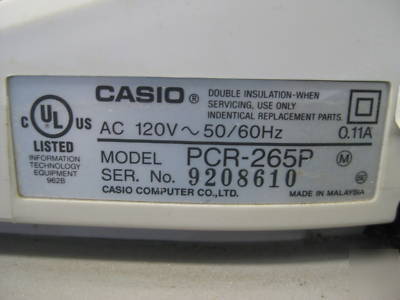 CASIO®
DOUBLE INSULATION-WHEN
SERVICING, USE ONLY
INDENTICAL REPLACEMENT PARTS.
C UL US
LISTED
INFORMATION
TECHNOLOGY
EQUIPMENT
962B
AC 120V ~ 50/60Hz 0.11A
MODEL PCR-265P M
SER. No. 9208610
CASIO COMPUTER CO.,LTD.
MADE IN MALAYSIA